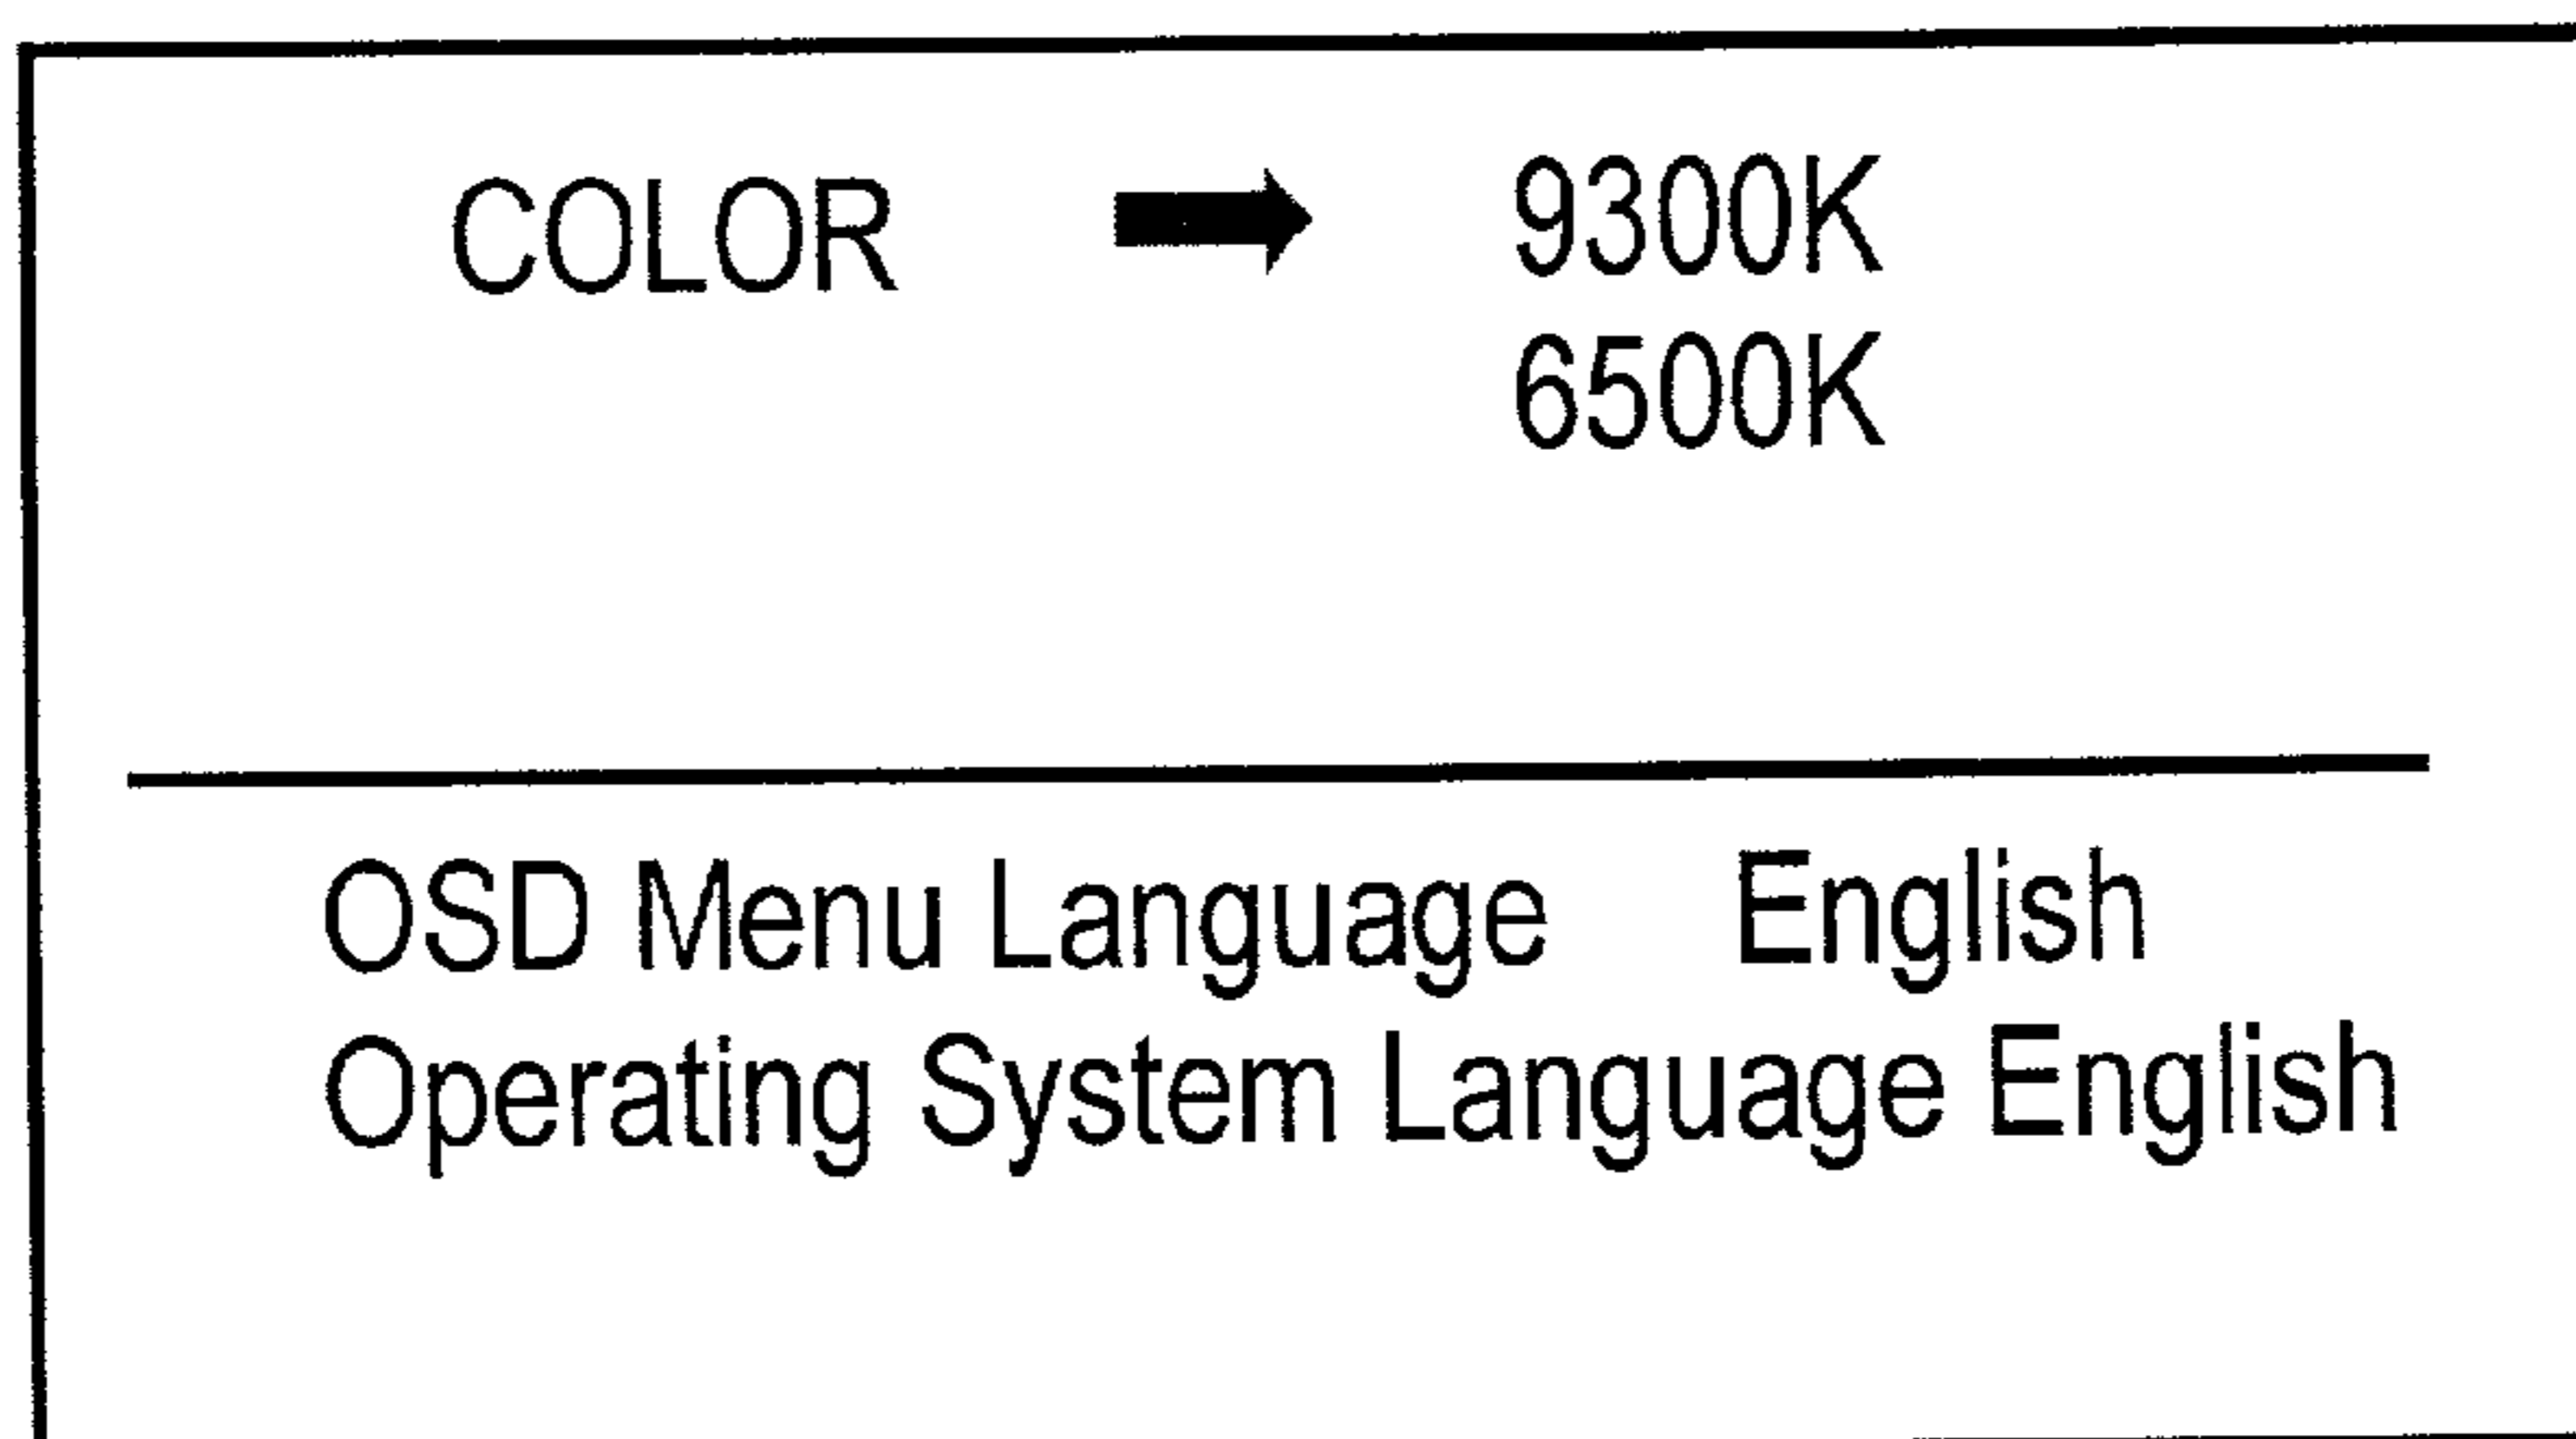 COLOR ➡ 9300K
6500K
OSD Menu Language English
Operating System Language English